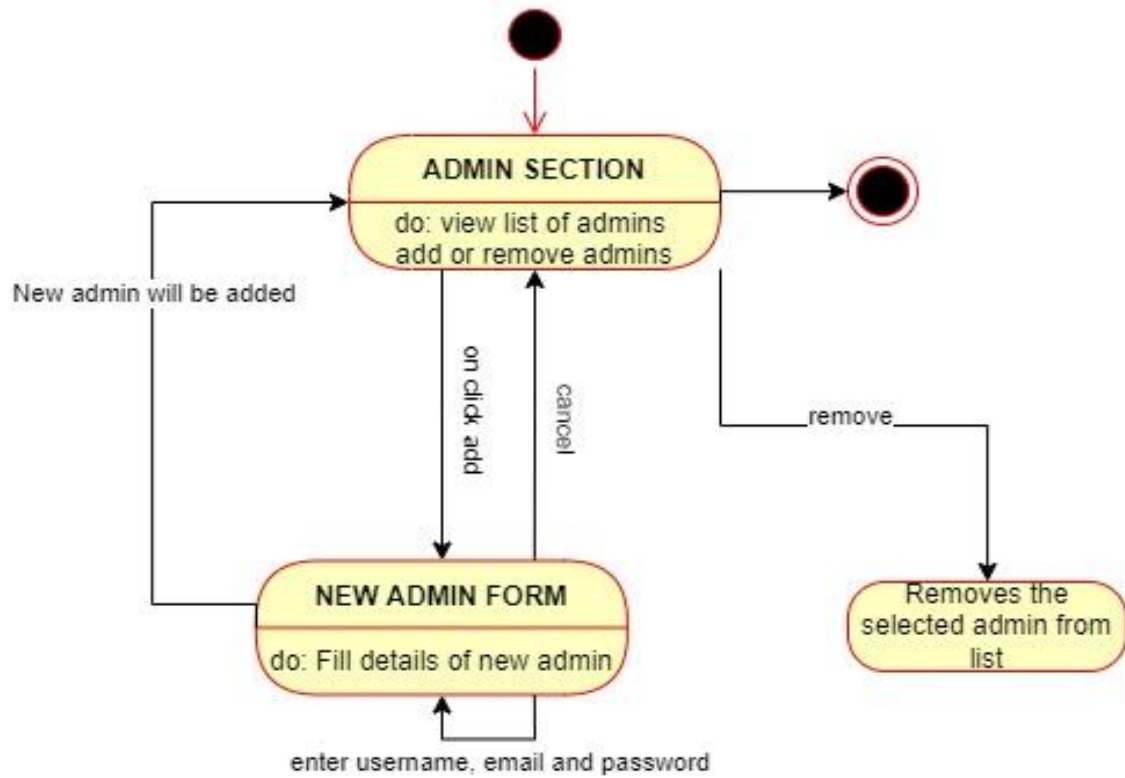 ADMIN SECTION
do: view list of admins
add or remove admins
New admin will be added
on click add
cancel
remove
NEW ADMIN FORM
do: Fill details of new admin
Removes the
selected admin from
list
enter username, email and password